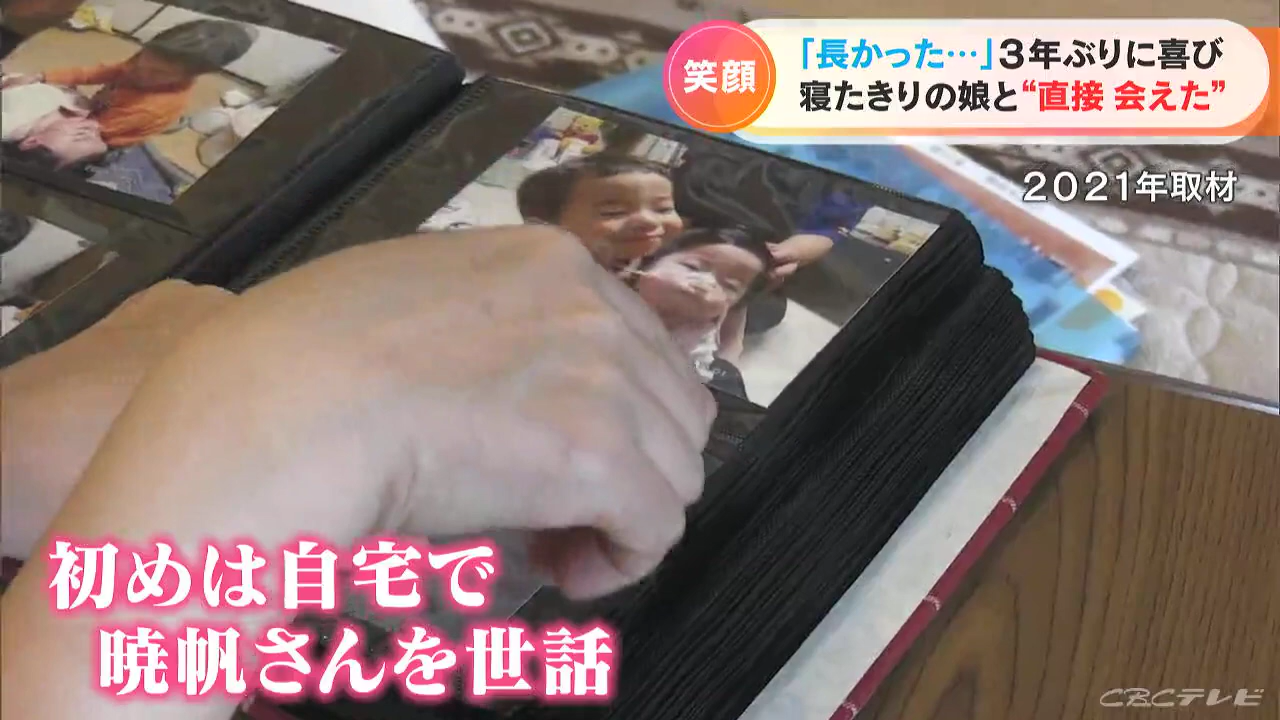 笑顔
「長かった…」3年ぶりに喜び
寝たきりの娘と“直接 会えた”
2021年取材
初めは自宅で
暁帆さんを世話
CBCテレビ